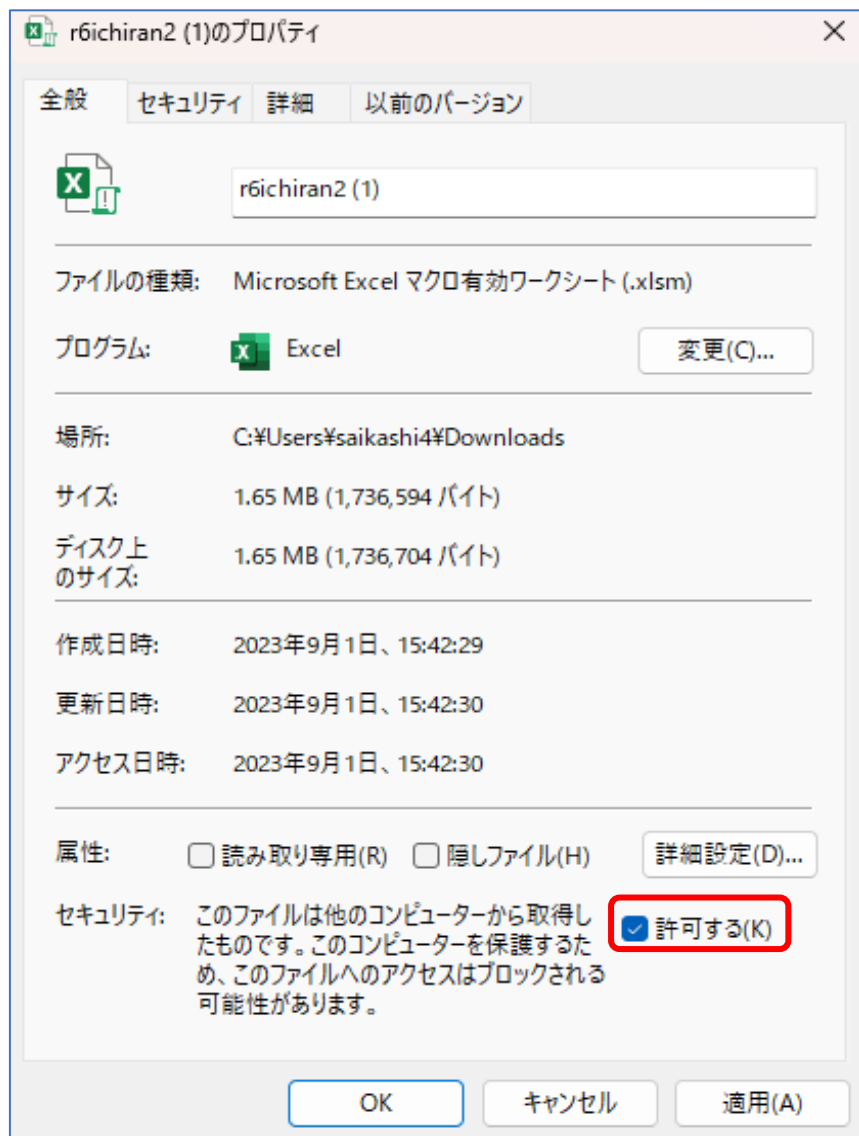 r6ichiran2 (1)のプロパティ
全般 セキュリティ 詳細 以前のバージョン
r6ichiran2 (1)
ファイルの種類: Microsoft Excel マクロ有効ワークシート (.xlsm)
プログラム: Excel 変更(C)...
場所: C:¥Users¥saikashi4¥Downloads
サイズ: 1.65 MB (1,736,594 バイト)
ディスク上
のサイズ: 1.65 MB (1,736,704 バイト)
作成日時: 2023年9月1日、15:42:29
更新日時: 2023年9月1日、15:42:30
アクセス日時: 2023年9月1日、15:42:30
属性: 読み取り専用(R) 隠しファイル(H) 詳細設定(D)...
セキュリティ: このファイルは他のコンピューターから取得し
たものです。このコンピューターを保護するた
め、このファイルへのアクセスはブロックされる
可能性があります。
許可する(K)
OK キャンセル 適用(A)